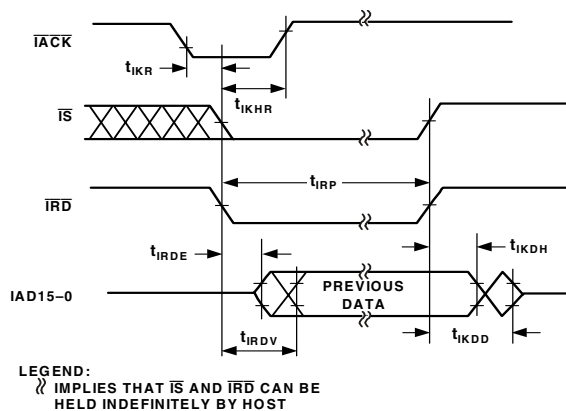 IACK
tIKR
tIKHR
IS
tIRP
IRD
tIRDE
tIKDH
IAD15–0
PREVIOUS
DATA
tIRDV
tIKDD
LEGEND:
IMPLIES THAT IS AND IRD CAN BE
HELD INDEFINITELY BY HOST